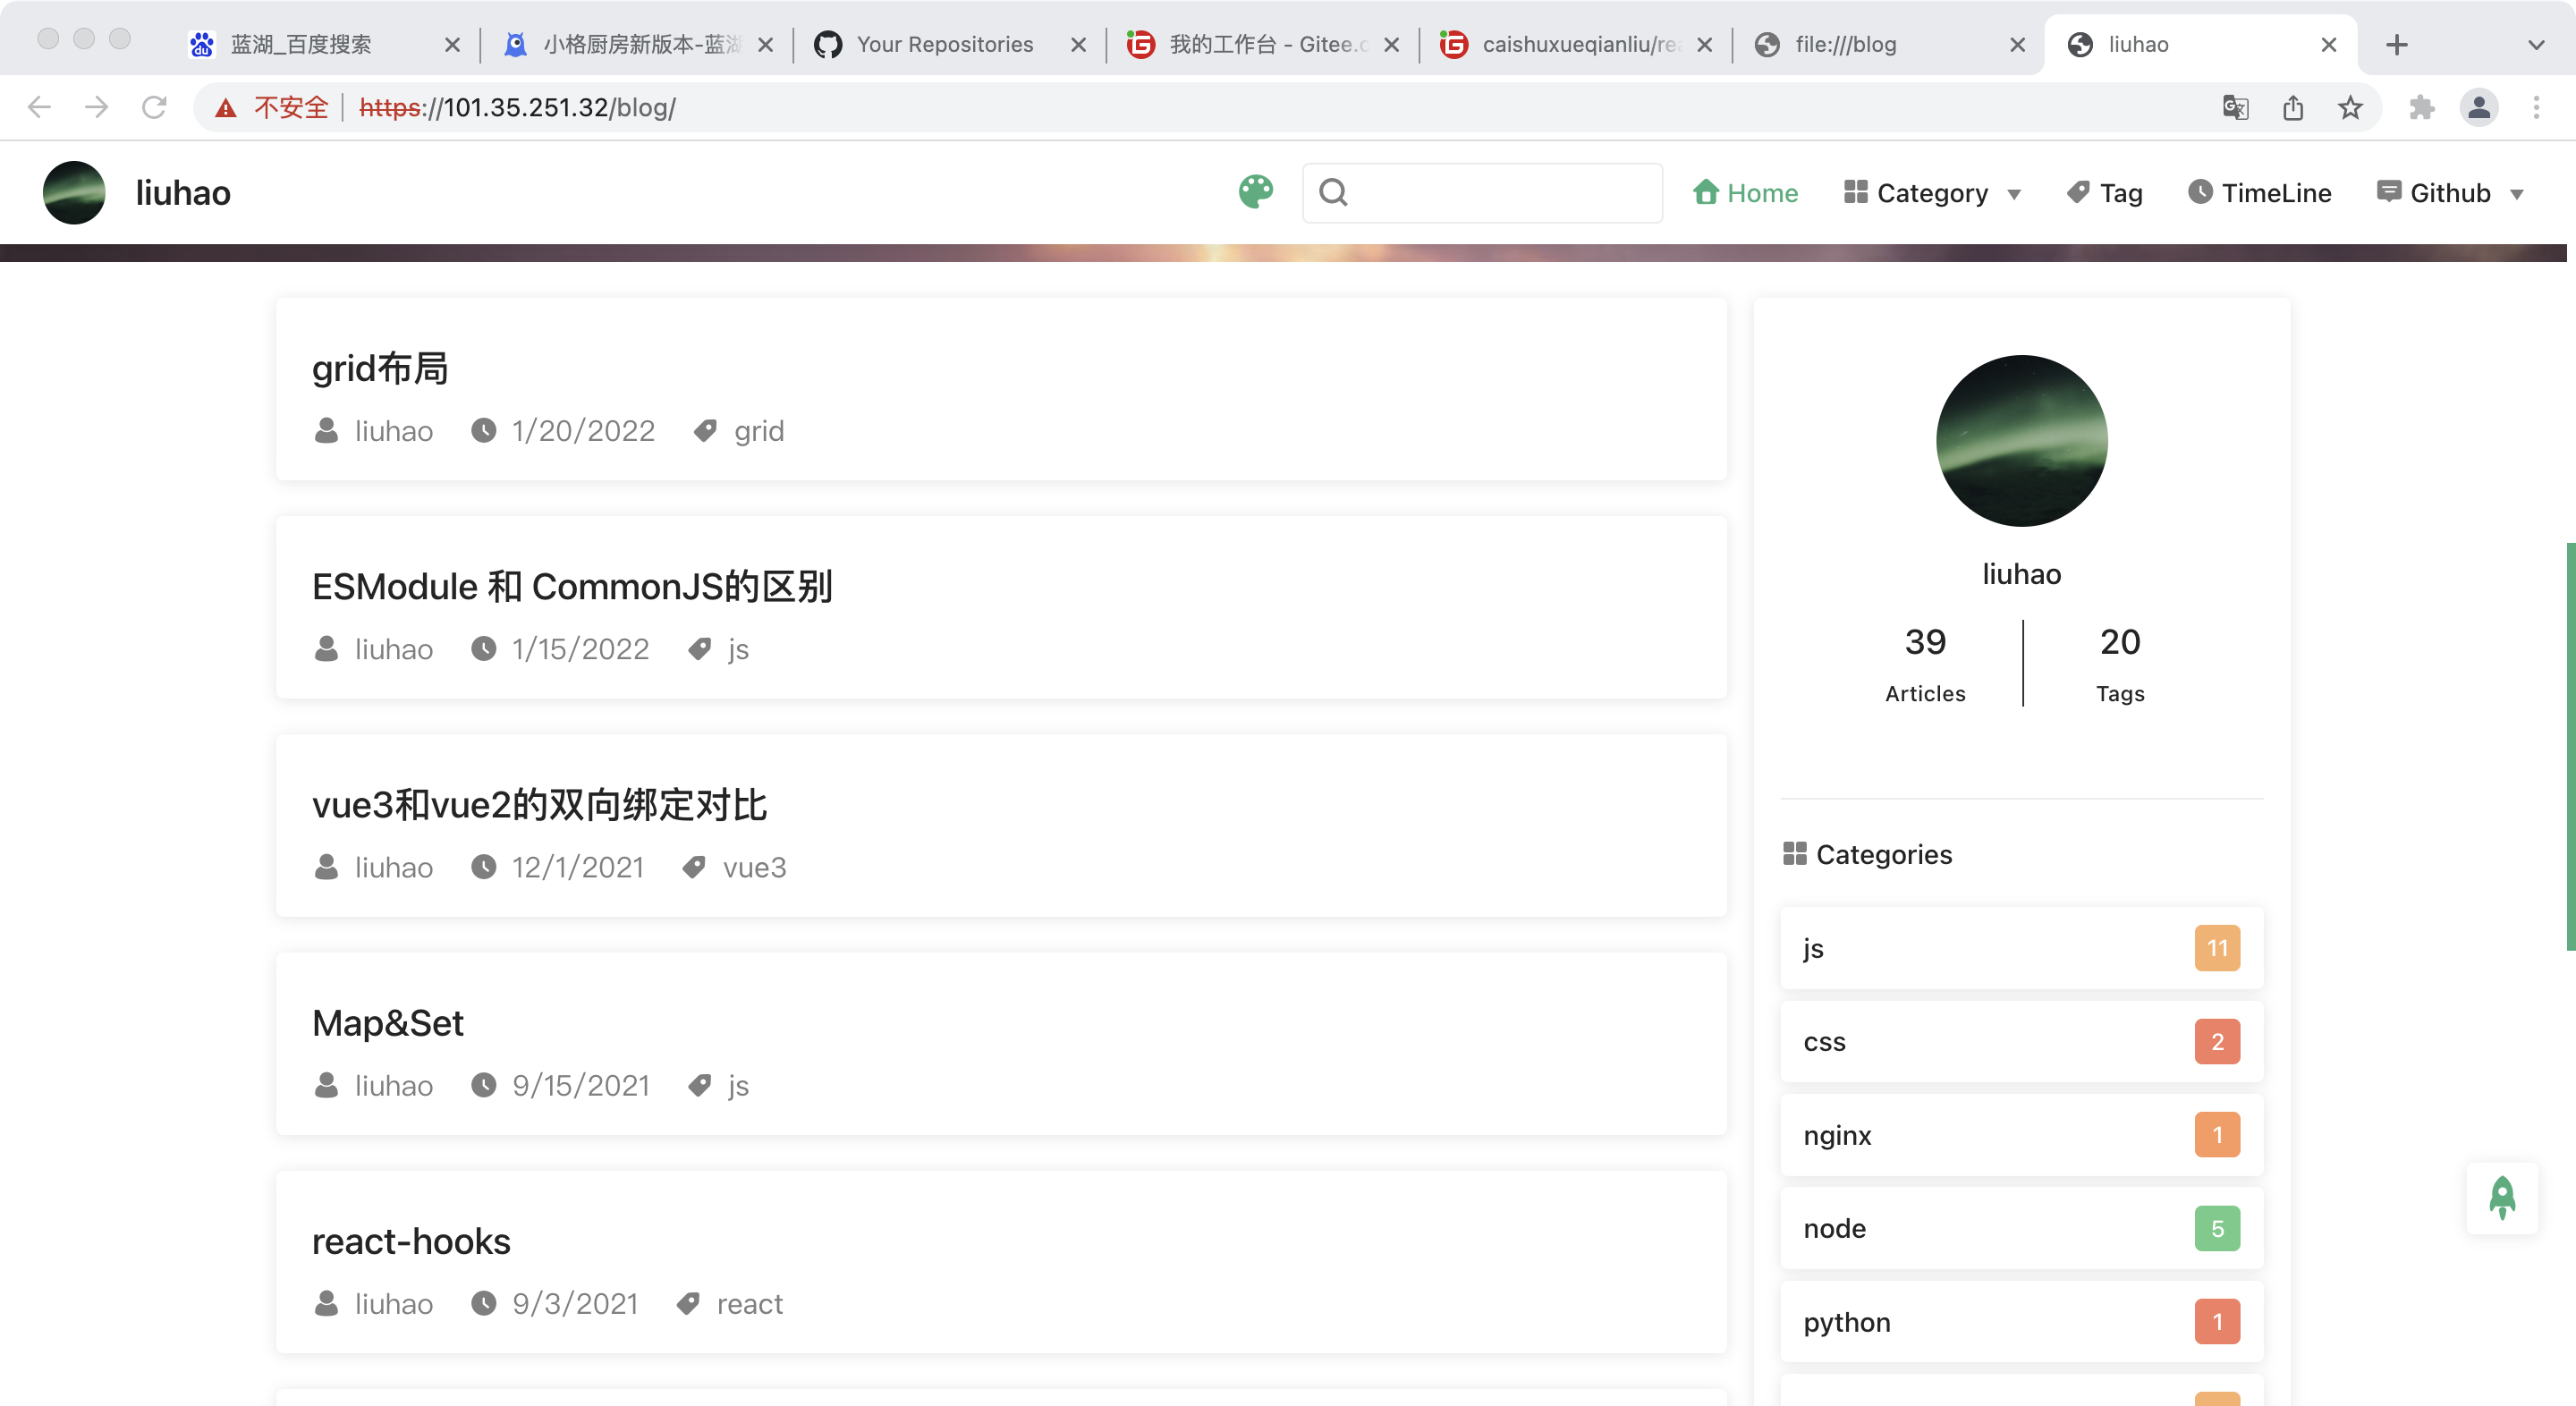 蓝湖_百度搜索
小格厨房新版本-蓝湖
Your Repositories
我的工作台 - Gitee.c
caishuxueqianliu/rea
file:///blog
liuhao
不安全 https://101.35.251.32/blog/
liuhao
Home Category Tag TimeLine Github
grid布局
liuhao 1/20/2022 grid
ESModule 和 CommonJS的区别
liuhao 1/15/2022 js
vue3和vue2的双向绑定对比
liuhao 12/1/2021 vue3
Map&Set
liuhao 9/15/2021 js
react-hooks
liuhao 9/3/2021 react
liuhao
39 20
Articles Tags
Categories
js 11
css 2
nginx 1
node 5
python 1